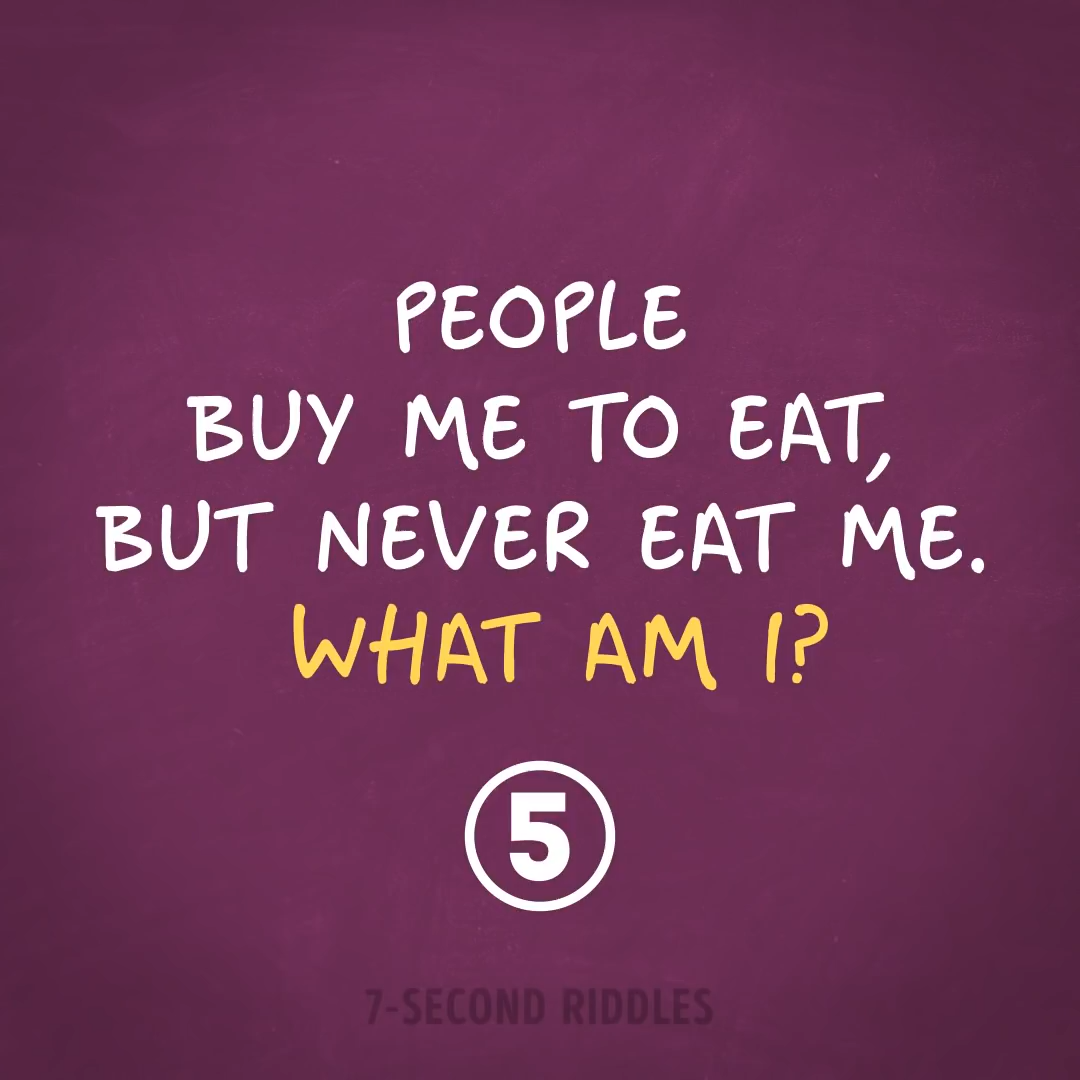 PEOPLE
BUY ME TO EAT,
BUT NEVER EAT ME.
WHAT AM I?
5
7-SECOND RIDDLES